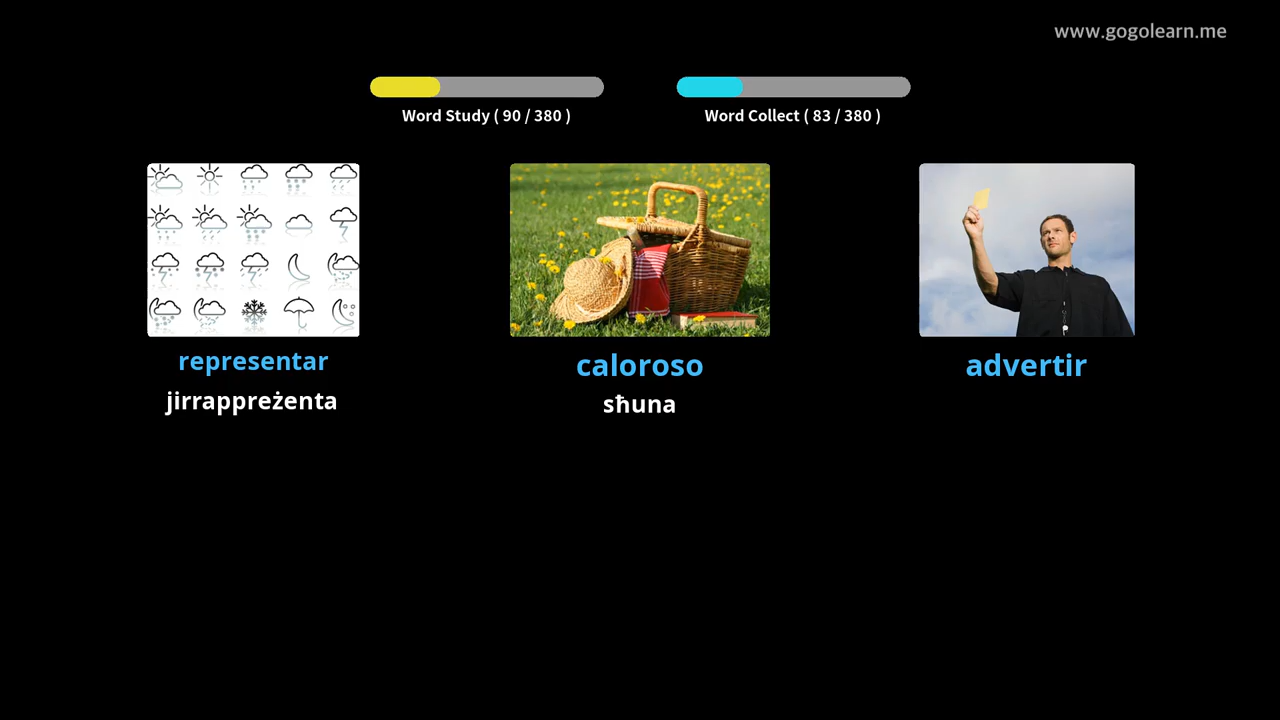 www.gogolearn.me
Word Study ( 90 / 380 )
Word Collect ( 83 / 380 )
representar
caloroso
advertir
jirrappreżenta
sħuna